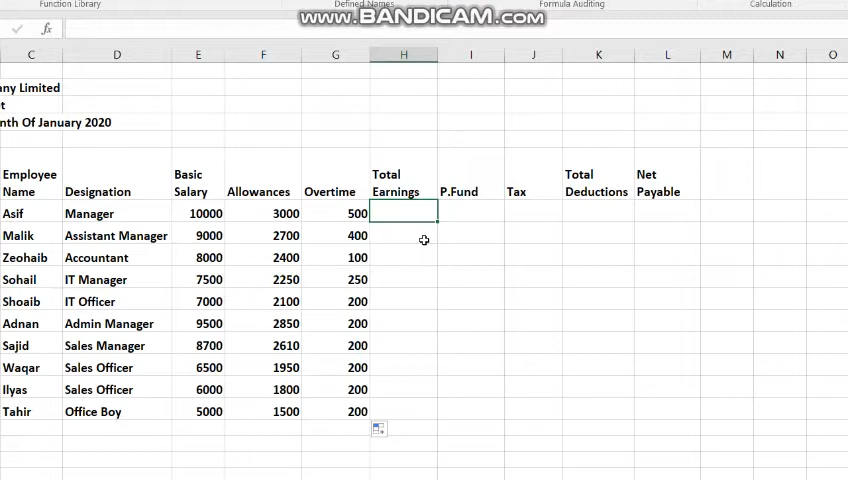 Function Library Defined Names Formula Auditing Calculation
www.BANDICAM.com
fx
C D E F G H I J K L M N O
any Limited
et
nth Of January 2020
Employee Name Designation Basic Salary Allowances Overtime Total Earnings P.Fund Tax Total Deductions Net Payable
Asif Manager 10000 3000 500
Malik Assistant Manager 9000 2700 400
Zeohaib Accountant 8000 2400 100
Sohail IT Manager 7500 2250 250
Shoaib IT Officer 7000 2100 200
Adnan Admin Manager 9500 2850 200
Sajid Sales Manager 8700 2610 200
Waqar Sales Officer 6500 1950 200
Ilyas Sales Officer 6000 1800 200
Tahir Office Boy 5000 1500 200